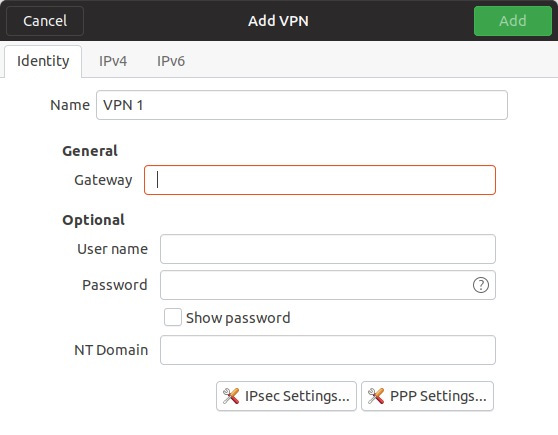 Cancel Add VPN Add
Identity IPv4 IPv6
Name VPN 1
General
Gateway
Optional
User name
Password ?
Show password
NT Domain
IPsec Settings... PPP Settings...